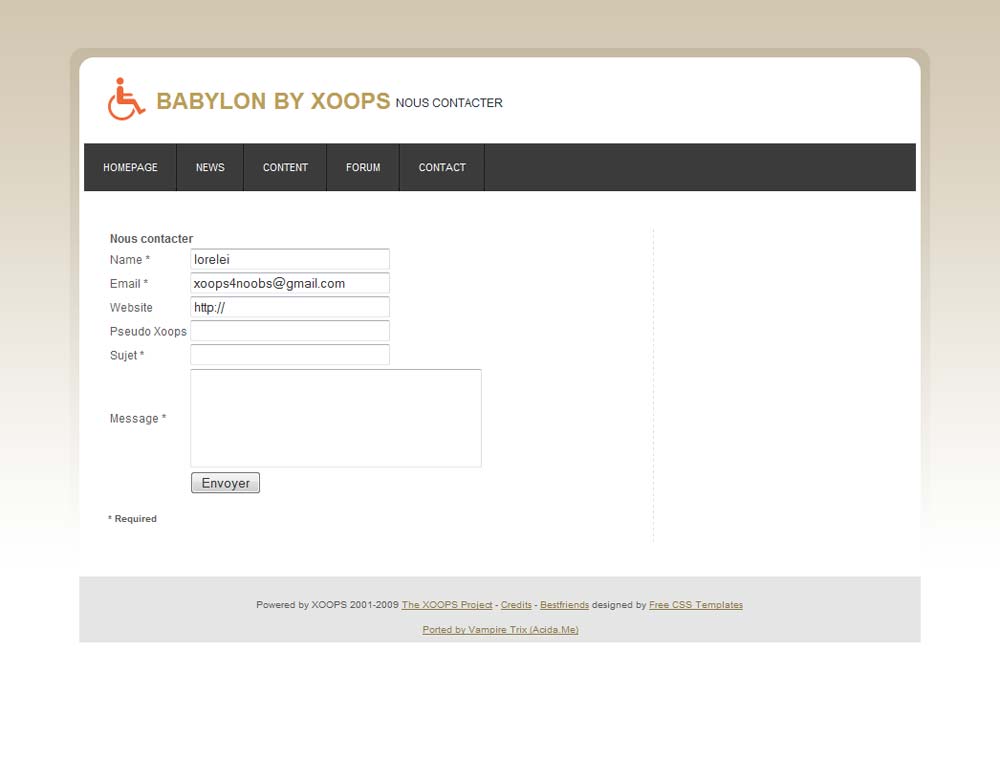 BABYLON BY XOOPS NOUS CONTACTER
HOMEPAGE NEWS CONTENT FORUM CONTACT
Nous contacter
Name * lorelei
Email * xoops4noobs@gmail.com
Website http://
Pseudo Xoops
Sujet *
Message *
Envoyer
* Required
Powered by XOOPS 2001-2009 The XOOPS Project - Credits - Bestfriends designed by Free CSS Templates
Ported by Vampire Trix (Acida.Me)